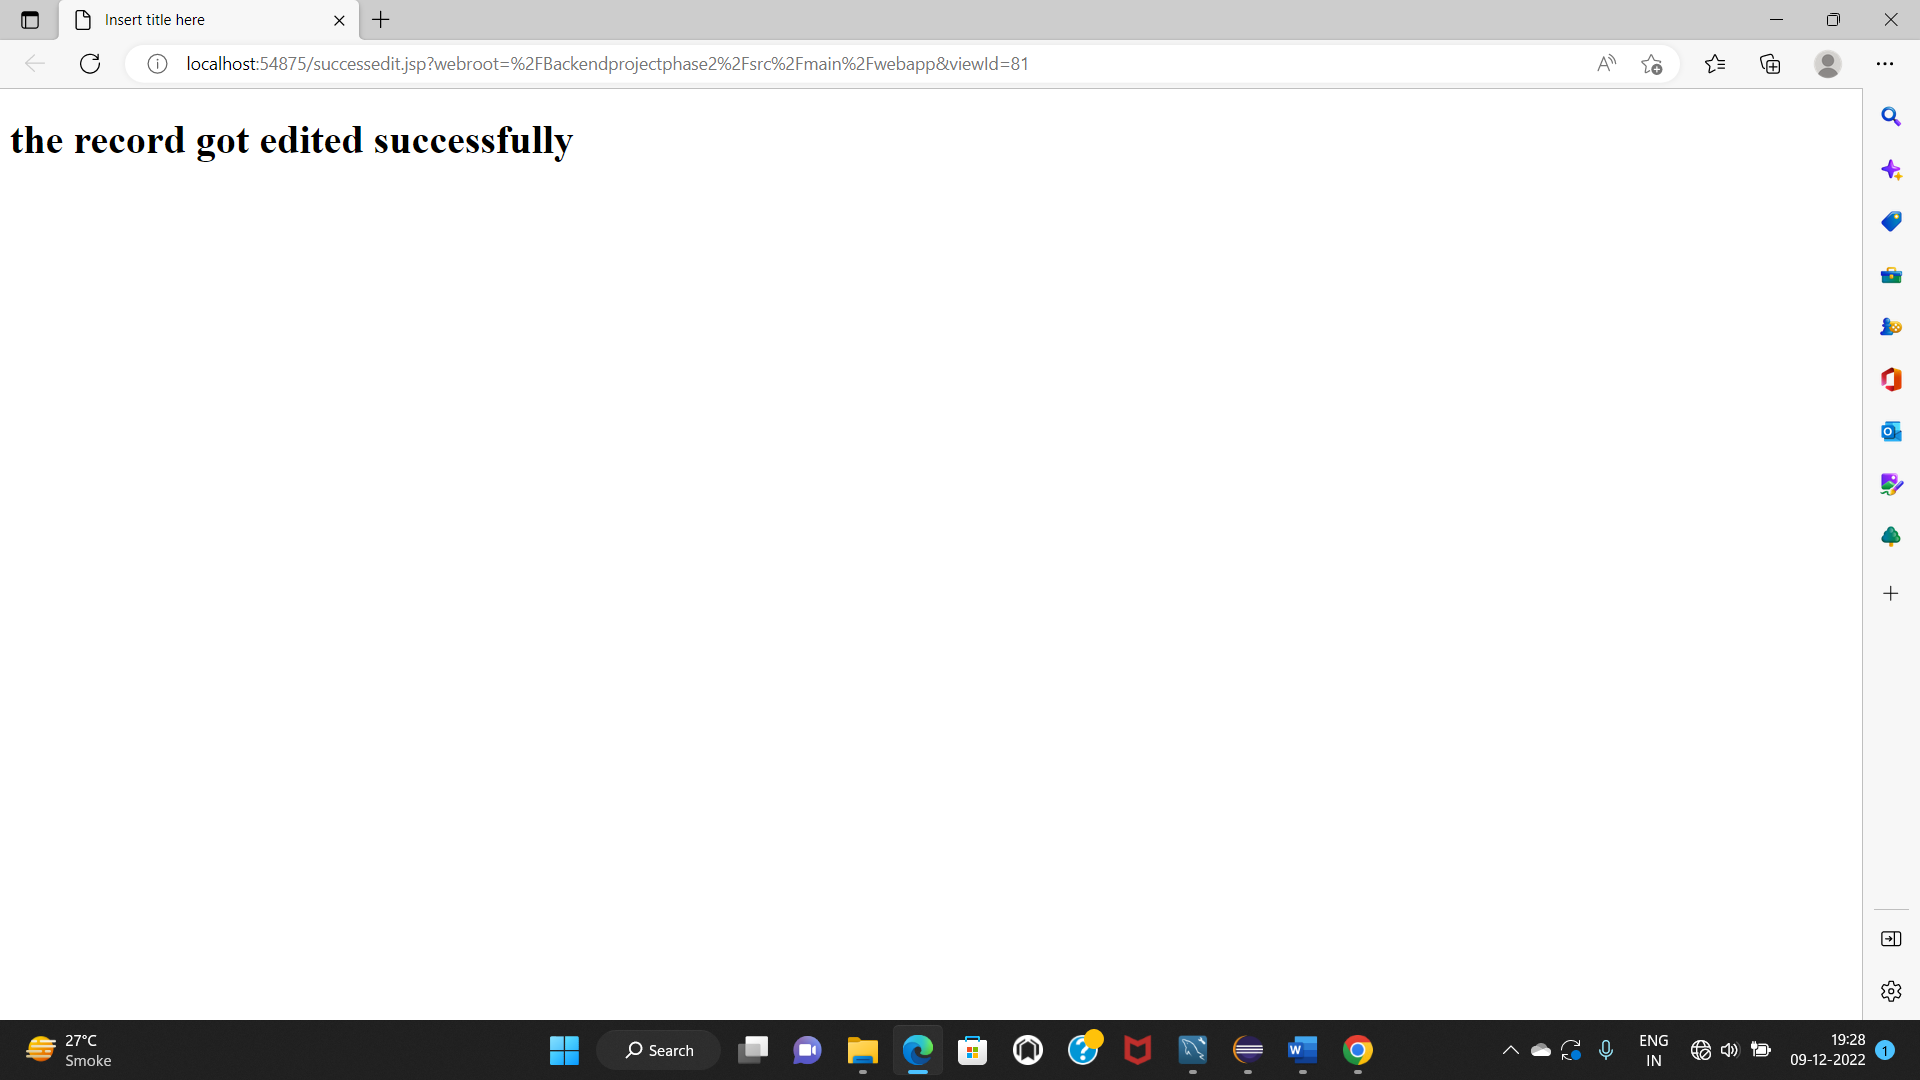 Insert title here
localhost:54875/successedit.jsp?webroot=%2FBackendprojectphase2%2Fsrc%2Fmain%2Fwebapp&viewId=81
the record got edited successfully
27°C
Smoke
Search
ENG
IN
19:28
09-12-2022
1